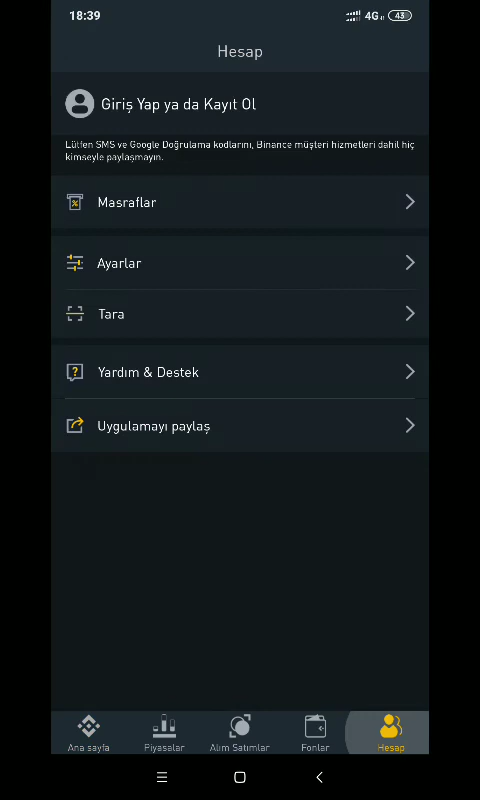 18:39
4G
43
Hesap
Giriş Yap ya da Kayıt Ol
Lütfen SMS ve Google Doğrulama kodlarını, Binance müşteri hizmetleri dahil hiç
kimseyle paylaşmayın.
Masraflar
Ayarlar
Tara
Yardım & Destek
Uygulamayı paylaş
Ana sayfa
Piyasalar
Alım Satımlar
Fonlar
Hesap